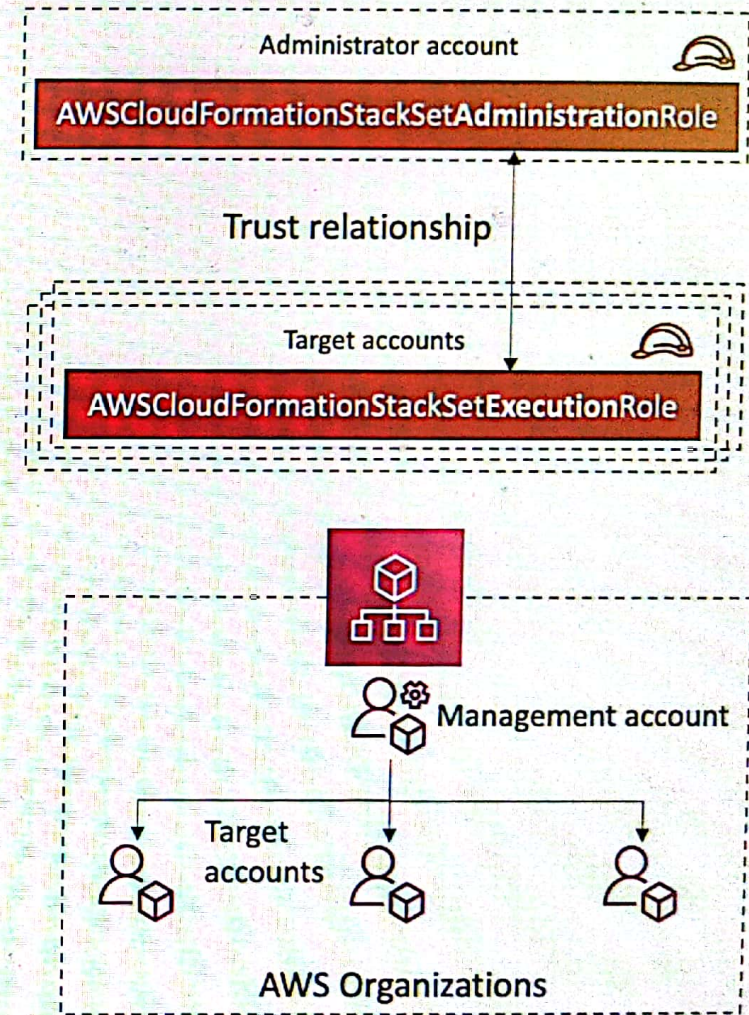 Administrator account
AWSCloudFormationStackSetAdministrationRole
Trust relationship
Target accounts
AWSCloudFormationStackSetExecutionRole
Management account
Target
accounts
AWS Organizations